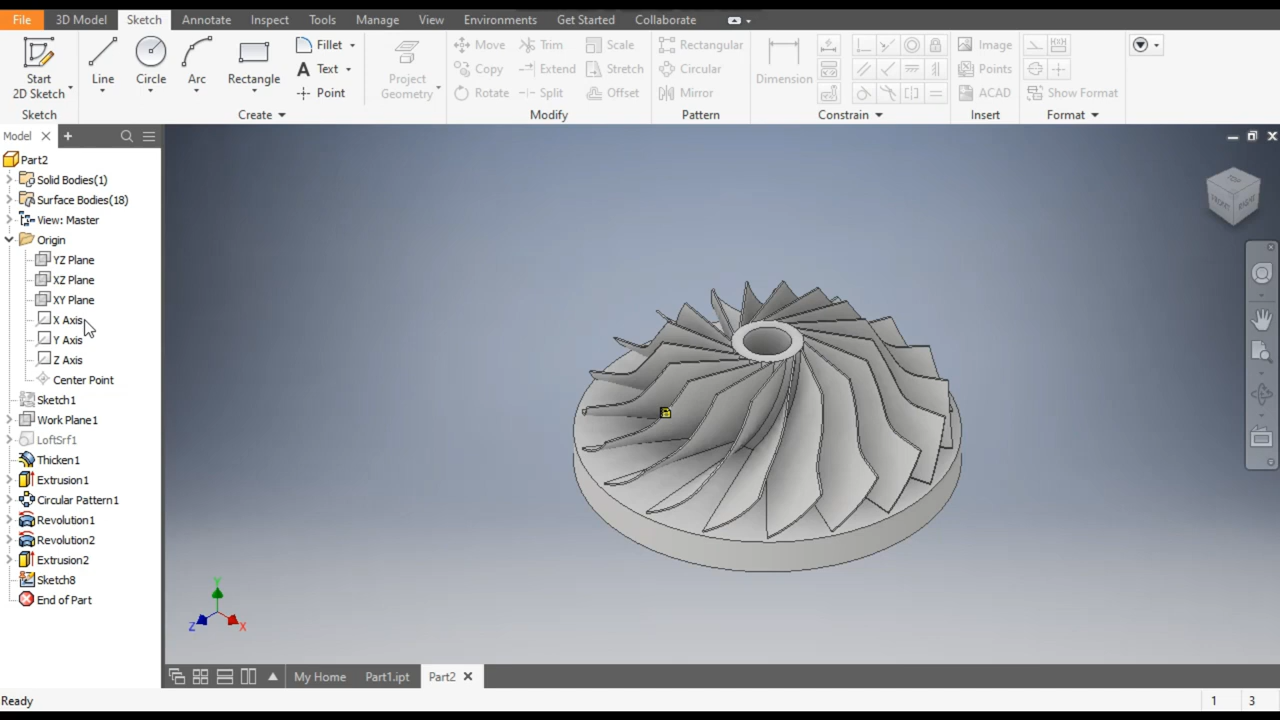 File 3D Model Sketch Annotate Inspect Tools Manage View Environments Get Started Collaborate
Start
2D Sketch
Line
Circle
Arc
Rectangle
Fillet
Text
Point
Project
Geometry
Move
Copy
Rotate
Trim
Extend
Split
Scale
Stretch
Offset
Rectangular
Circular
Mirror
Dimension
Image
Points
ACAD
Show Format
Sketch
Create
Modify
Pattern
Constrain
Insert
Format
Model
Part2
Solid Bodies(1)
Surface Bodies(18)
View: Master
Origin
YZ Plane
XZ Plane
XY Plane
X Axis
Y Axis
Z Axis
Center Point
Sketch1
Work Plane1
LoftSrf1
Thicken1
Extrusion1
Circular Pattern1
Revolution1
Revolution2
Extrusion2
Sketch8
End of Part
TOP
FRONT
RIGHT
Y
Z
X
My Home Part1.ipt Part2
Ready
1 3